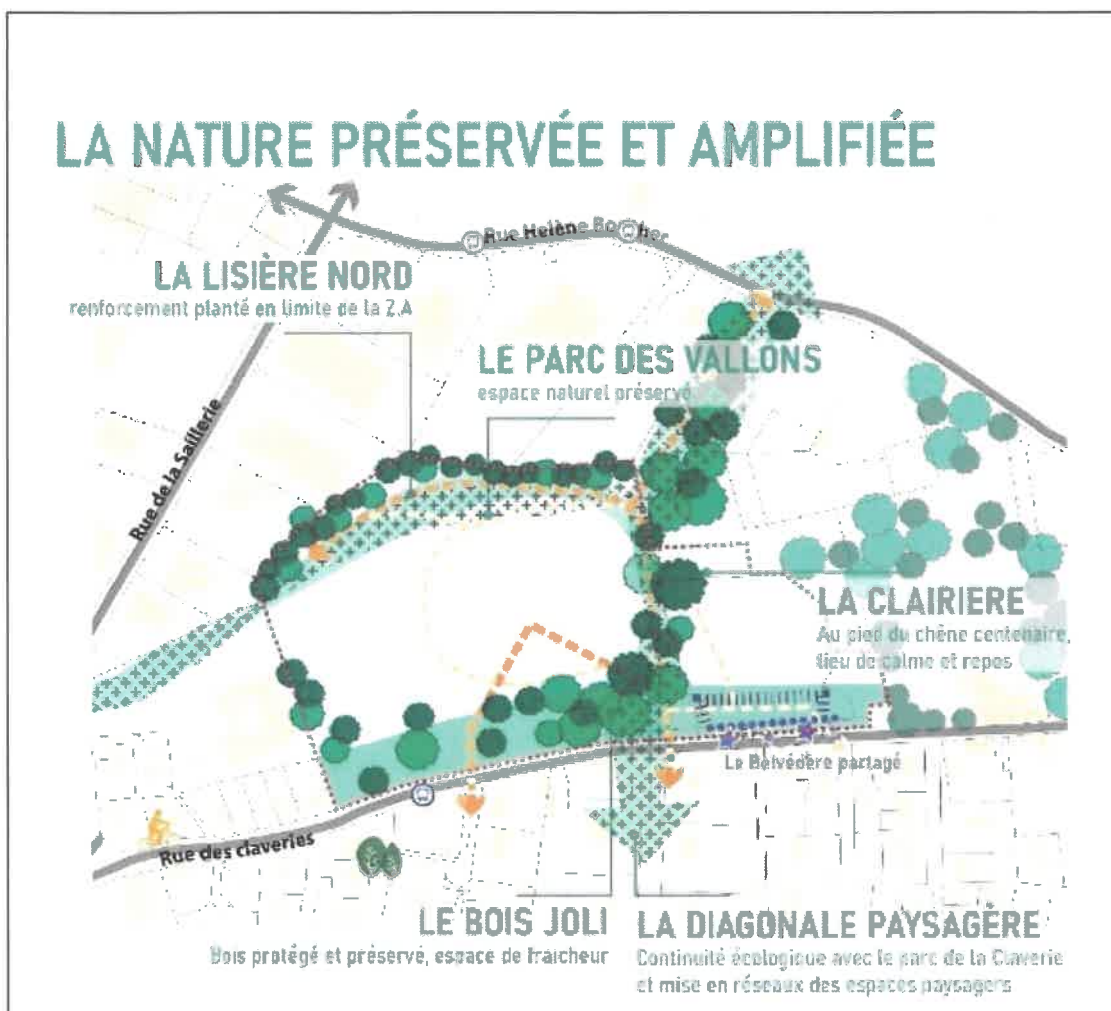 LA NATURE PRÉSERVÉE ET AMPLIFIÉE
Rue Helène Boucher
LA LISIÈRE NORD
renforcement planté en limite de la Z.A
LE PARC DES VALLONS
espace naturel préservé
Rue de la Saillerie
LA CLAIRIERE
Au pied du chêne centenaire,
lieu de calme et repos
Le Belvédère partagé
Rue des claveries
LE BOIS JOLI
Bois protégé et préservé, espace de fraicheur
LA DIAGONALE PAYSAGÈRE
Continuité écologique avec le parc de la Claverie
et mise en réseaux des espaces paysagers